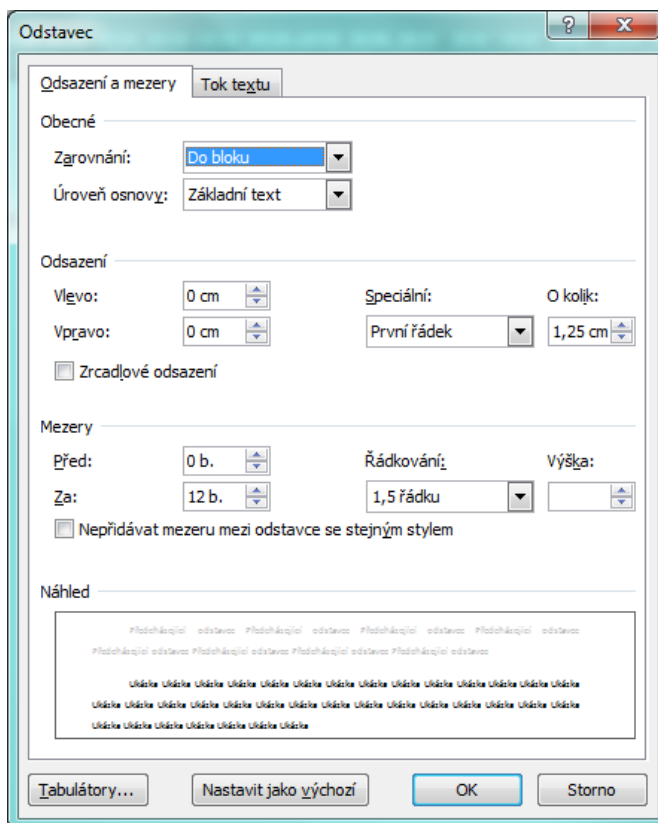 Odstavec
Odsazení a mezery Tok textu
Obecné
Zarovnání: Do bloku
Úroveň osnovy: Základní text
Odsazení
Vlevo: 0 cm Speciální: O kolik:
Vpravo: 0 cm První řádek 1,25 cm
Zrcadlové odsazení
Mezery
Před: 0 b. Řádkování: Výška:
Za: 12 b. 1,5 řádku
Nepřidávat mezeru mezi odstavce se stejným stylem
Náhled
Předcházející odstavec Předcházející odstavec Předcházející odstavec Předcházející odstavec
Předcházející odstavec Předcházející odstavec Předcházející odstavec Předcházející odstavec
Ukázka Ukázka Ukázka Ukázka Ukázka Ukázka Ukázka Ukázka Ukázka Ukázka Ukázka Ukázka Ukázka Ukázka
Ukázka Ukázka Ukázka Ukázka Ukázka Ukázka Ukázka Ukázka Ukázka Ukázka Ukázka Ukázka Ukázka Ukázka Ukázka
Ukázka Ukázka Ukázka Ukázka Ukázka Ukázka Ukázka
Tabulátory... Nastavit jako výchozí OK Storno